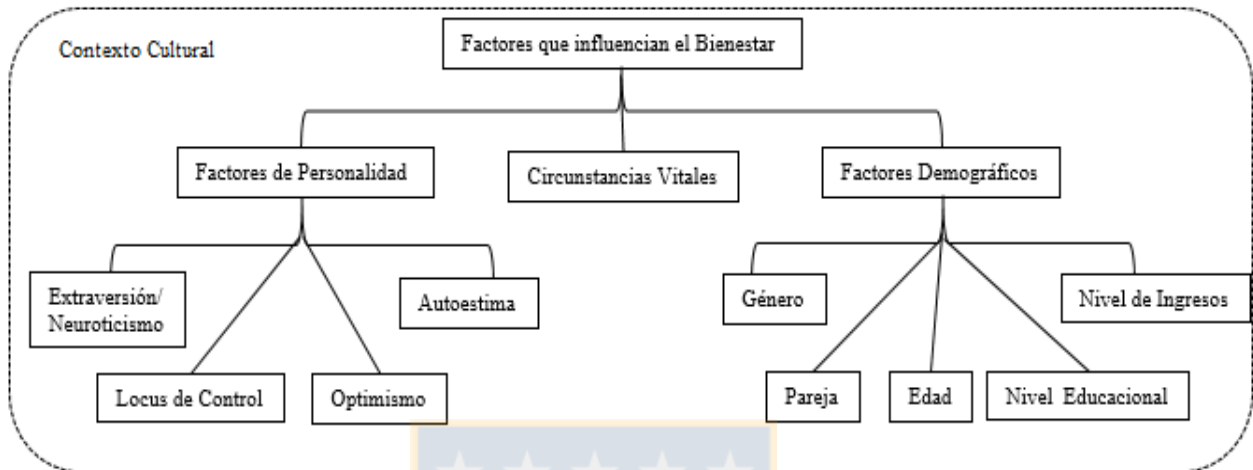 Contexto Cultural
Factores que influencian el Bienestar
Factores de Personalidad
Circunstancias Vitales
Factores Demográficos
Extraversión/
Neuroticismo
Autoestima
Género
Nivel de Ingresos
Locus de Control
Optimismo
Pareja
Edad
Nivel Educacional